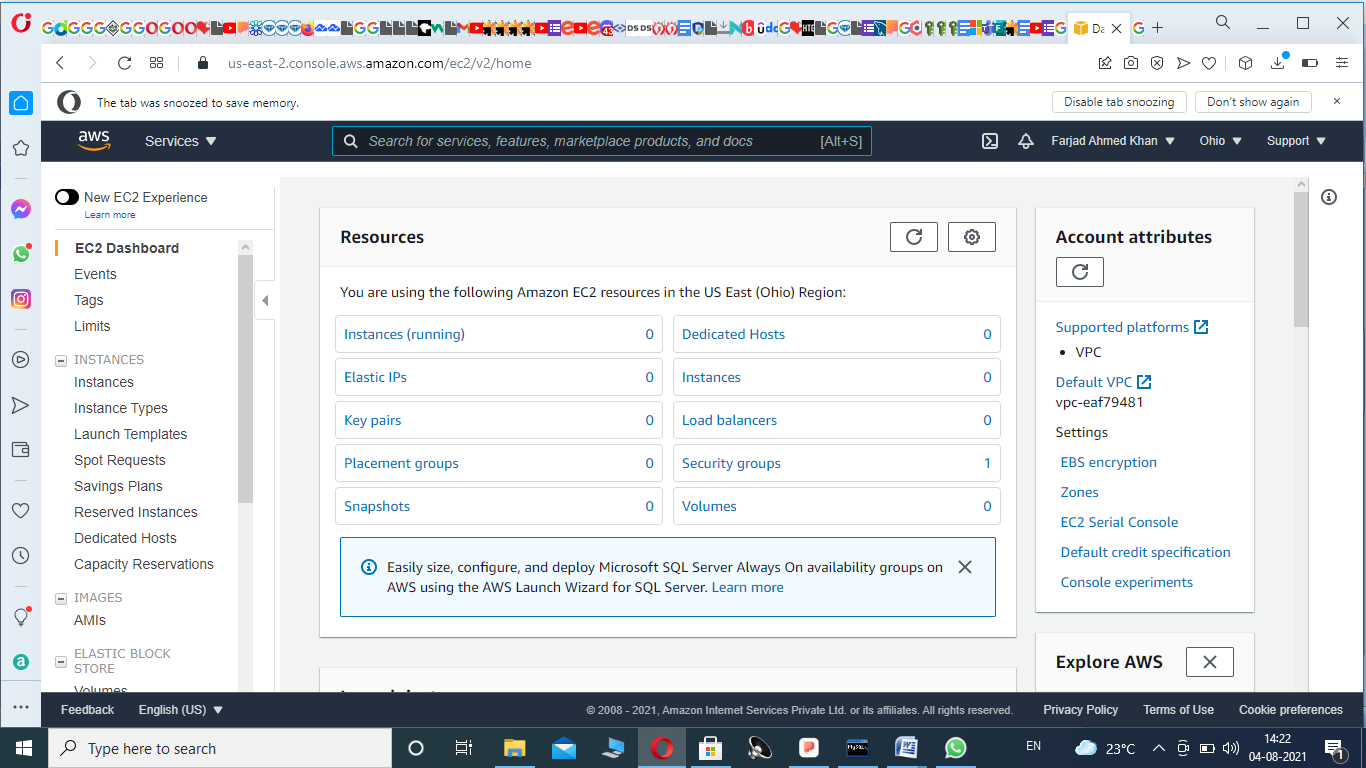 43
DS DS
Da
us-east-2.console.aws.amazon.com/ec2/v2/home
The tab was snoozed to save memory.
Disable tab snoozing
Don't show again
aws
Services
Search for services, features, marketplace products, and docs
[Alt+S]
Farjad Ahmed Khan
Ohio
Support
New EC2 Experience
Learn more
EC2 Dashboard
Events
Tags
Limits
INSTANCES
Instances
Instance Types
Launch Templates
Spot Requests
Savings Plans
Reserved Instances
Dedicated Hosts
Capacity Reservations
IMAGES
AMIs
ELASTIC BLOCK
STORE
Volumes
Resources
You are using the following Amazon EC2 resources in the US East (Ohio) Region:
Instances (running) 0
Dedicated Hosts 0
Elastic IPs 0
Instances 0
Key pairs 0
Load balancers 0
Placement groups 0
Security groups 1
Snapshots 0
Volumes 0
Easily size, configure, and deploy Microsoft SQL Server Always On availability groups on
AWS using the AWS Launch Wizard for SQL Server. Learn more
Account attributes
Supported platforms
• VPC
Default VPC
vpc-eaf79481
Settings
EBS encryption
Zones
EC2 Serial Console
Default credit specification
Console experiments
Explore AWS
Feedback
English (US)
© 2008 - 2021, Amazon Internet Services Private Ltd. or its affiliates. All rights reserved.
Privacy Policy
Terms of Use
Cookie preferences
Type here to search
EN
23°C
14:22
04-08-2021
1